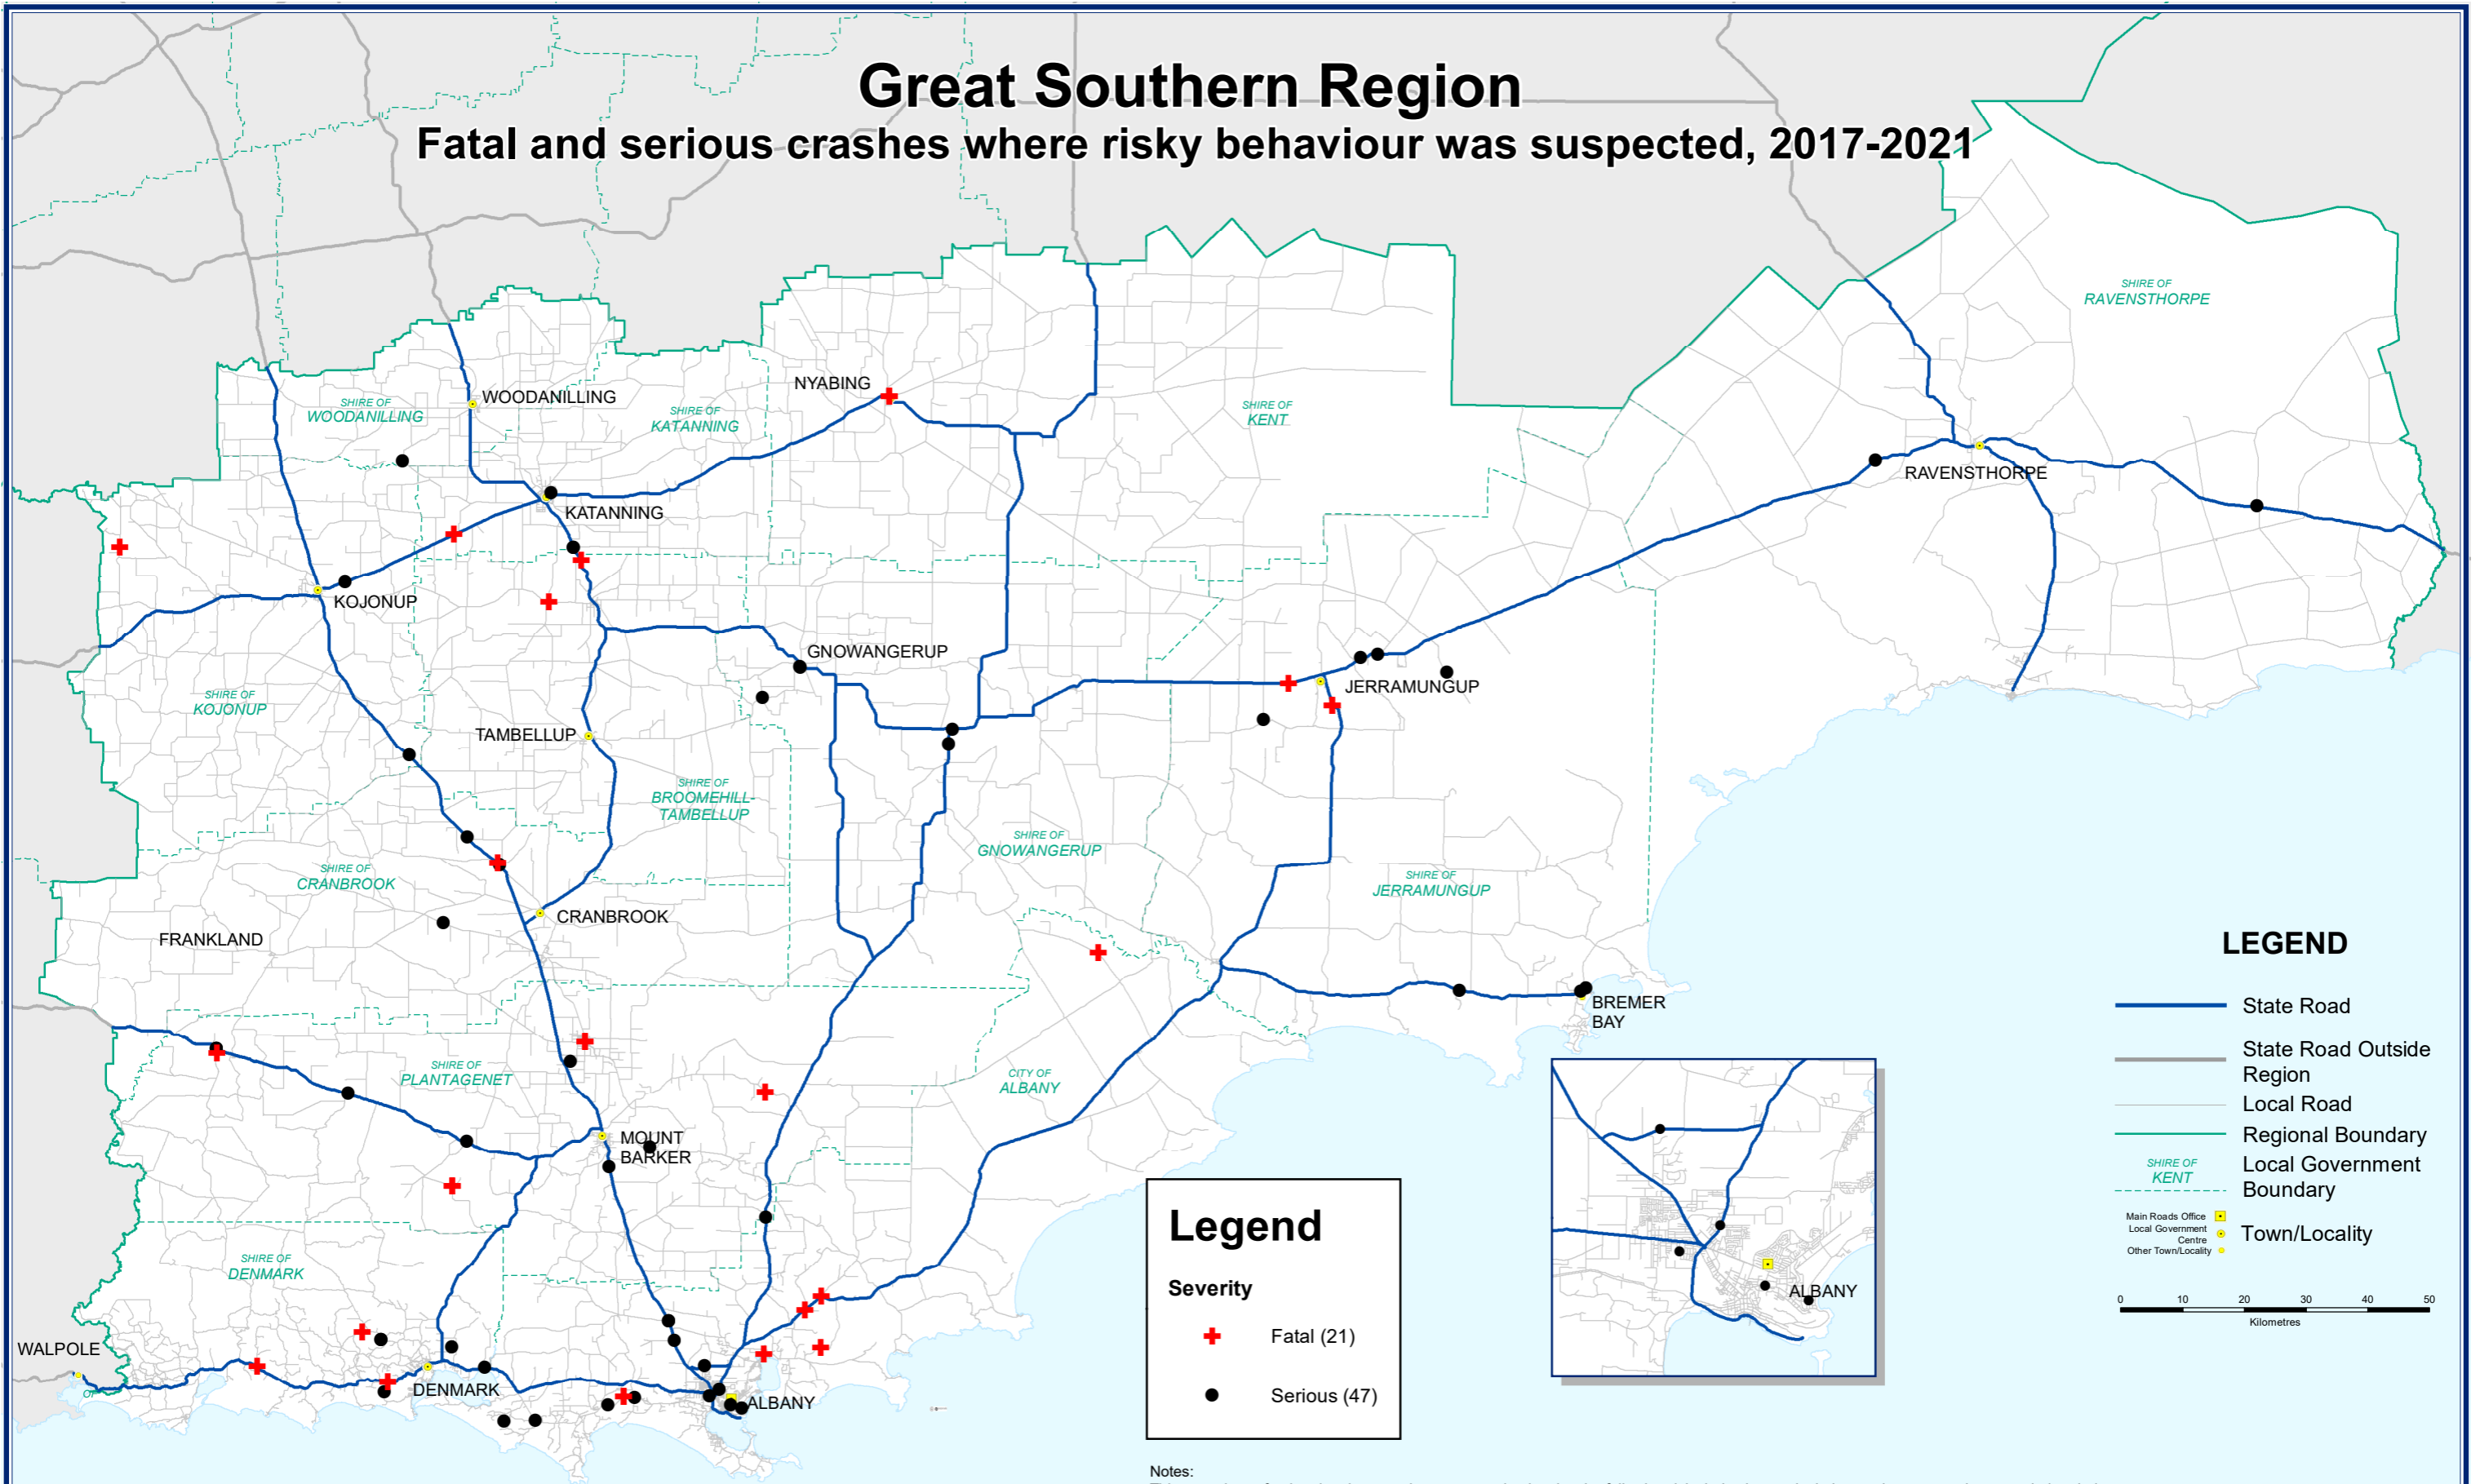 Great Southern Region
Fatal and serious crashes where risky behaviour was suspected, 2017-2021
SHIRE OF
RAVENSTHORPE
NYABING
WOODANILLING
SHIRE OF
WOODANILLING
SHIRE OF
KATANNING
SHIRE OF
KENT
RAVENSTHORPE
KATANNING
KOJONUP
GNOWANGERUP
JERRAMUNGUP
SHIRE OF
KOJONUP
TAMBELLUP
SHIRE OF
BROOMEHILL-
TAMBELLUP
SHIRE OF
GNOWANGERUP
SHIRE OF
CRANBROOK
SHIRE OF
JERRAMUNGUP
CRANBROOK
FRANKLAND
BREMER
BAY
SHIRE OF
PLANTAGENET
CITY OF
ALBANY
MOUNT
BARKER
SHIRE OF
DENMARK
WALPOLE
DENMARK
ALBANY
ALBANY
LEGEND
State Road
State Road Outside
Region
Local Road
Regional Boundary
SHIRE OF
KENT
Local Government
Boundary
Main Roads Office
Local Government
Centre
Other Town/Locality
Town/Locality
0 10 20 30 40 50
Kilometres
Legend
Severity
Fatal (21)
Serious (47)
Notes: